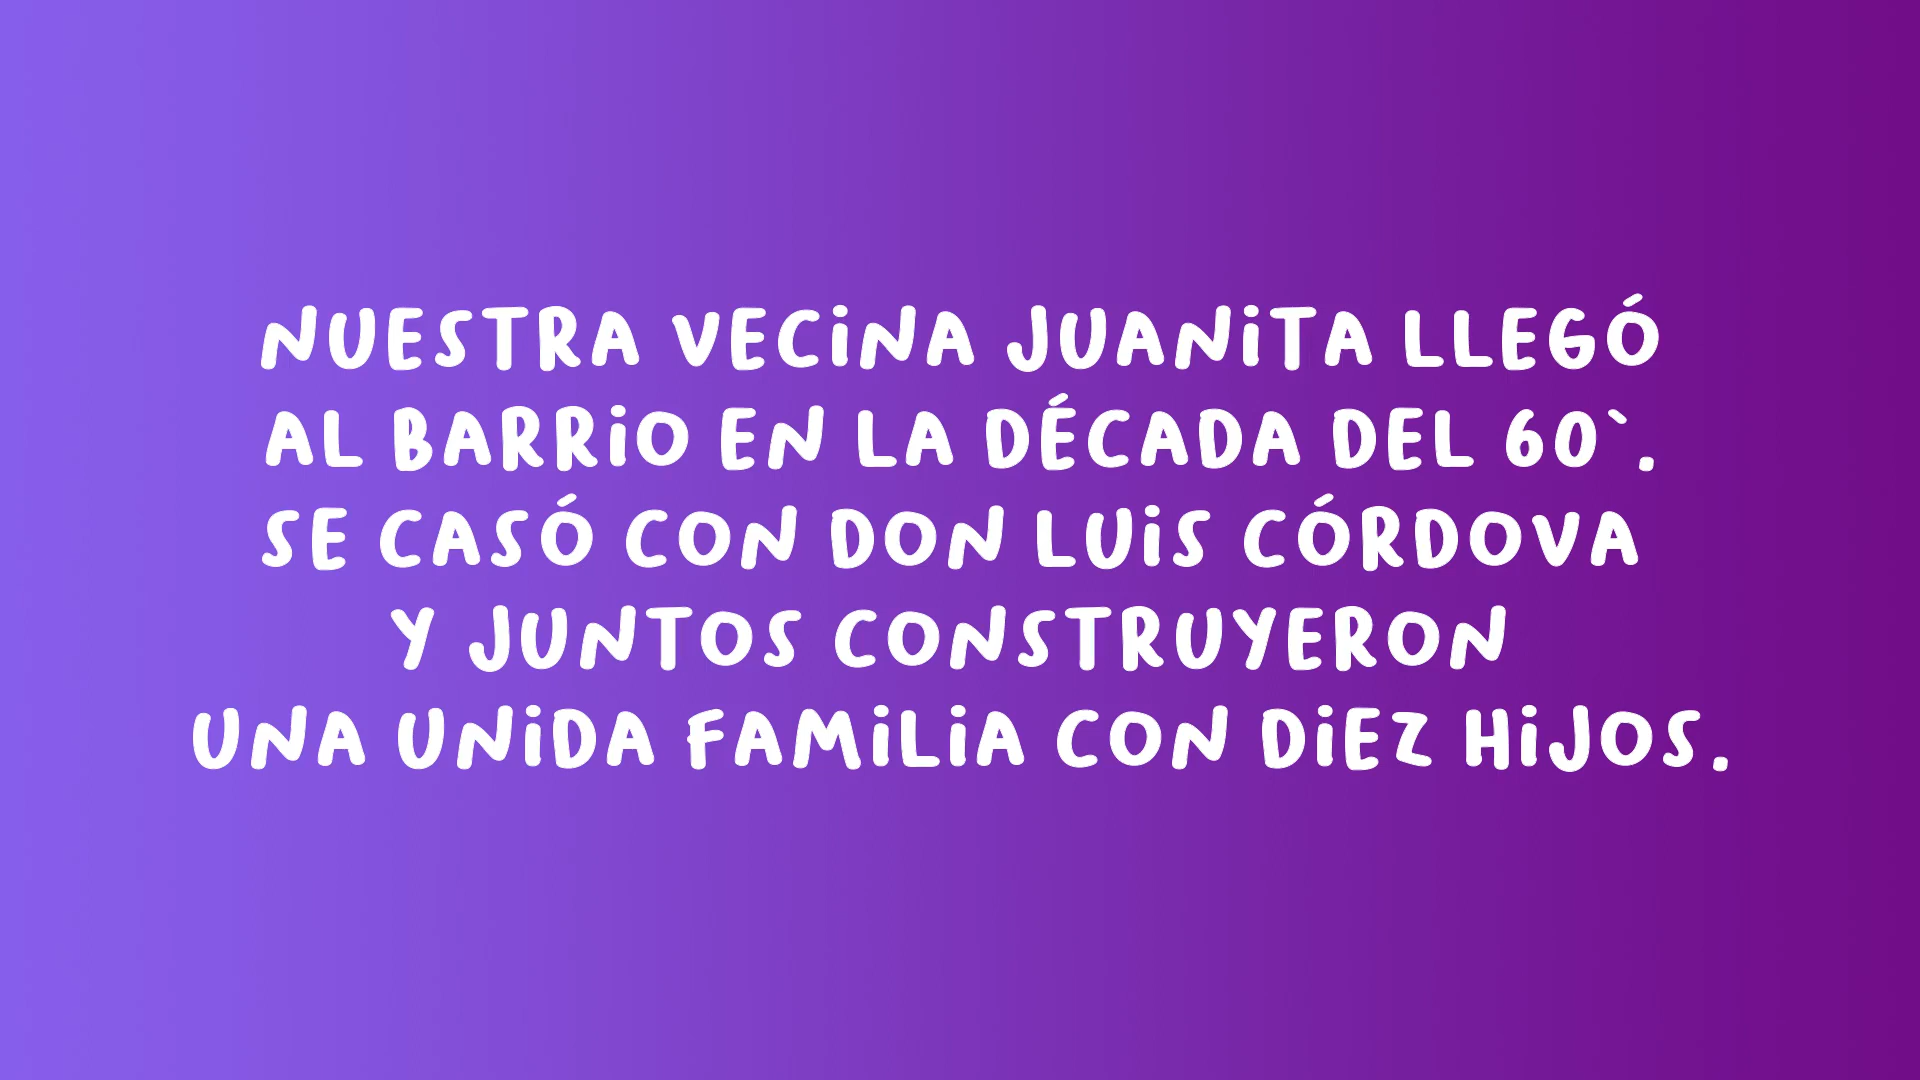 NUESTRA VECINA JUANITA LLEGÓ
AL BARRIO EN LA DÉCADA DEL 60`.
SE CASÓ CON DON LUIS CÓRDOVA
Y JUNTOS CONSTRUYERON
UNA UNIDA FAMILIA CON DIEZ HIJOS.